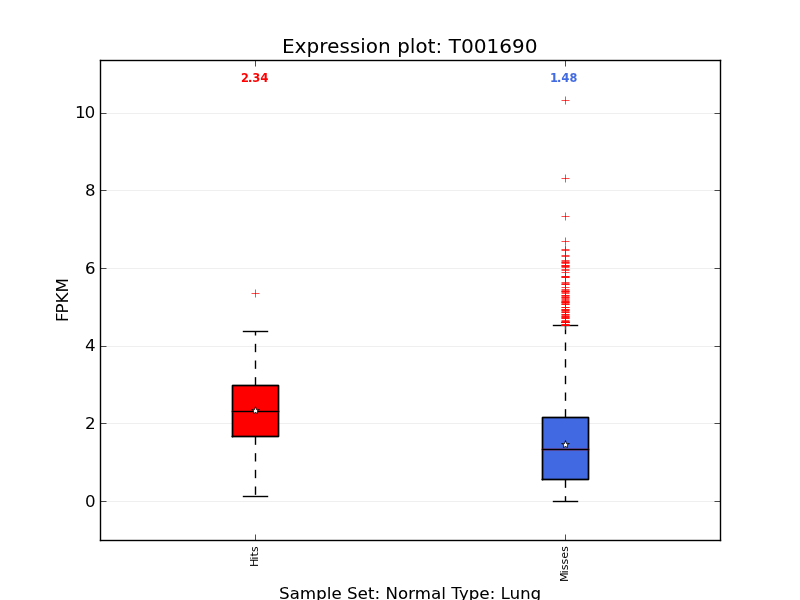 Expression plot: T001690
2.34
1.48
10
8
6
4
2
0
FPKM
Hits
Misses
Sample Set: Normal Type: Lung